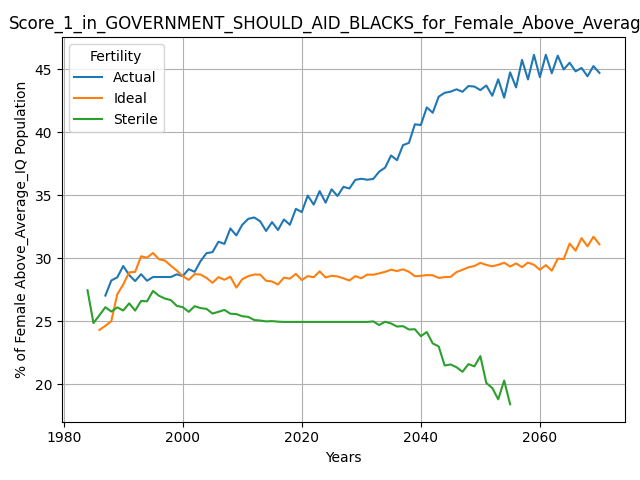 Score_1_in_GOVERNMENT_SHOULD_AID_BLACKS_for_Female_Above_Averag
Fertility
Actual
Ideal
Sterile
% of Female Above_Average_IQ Population
45
40
35
30
25
20
1980 2000 2020 2040 2060
Years